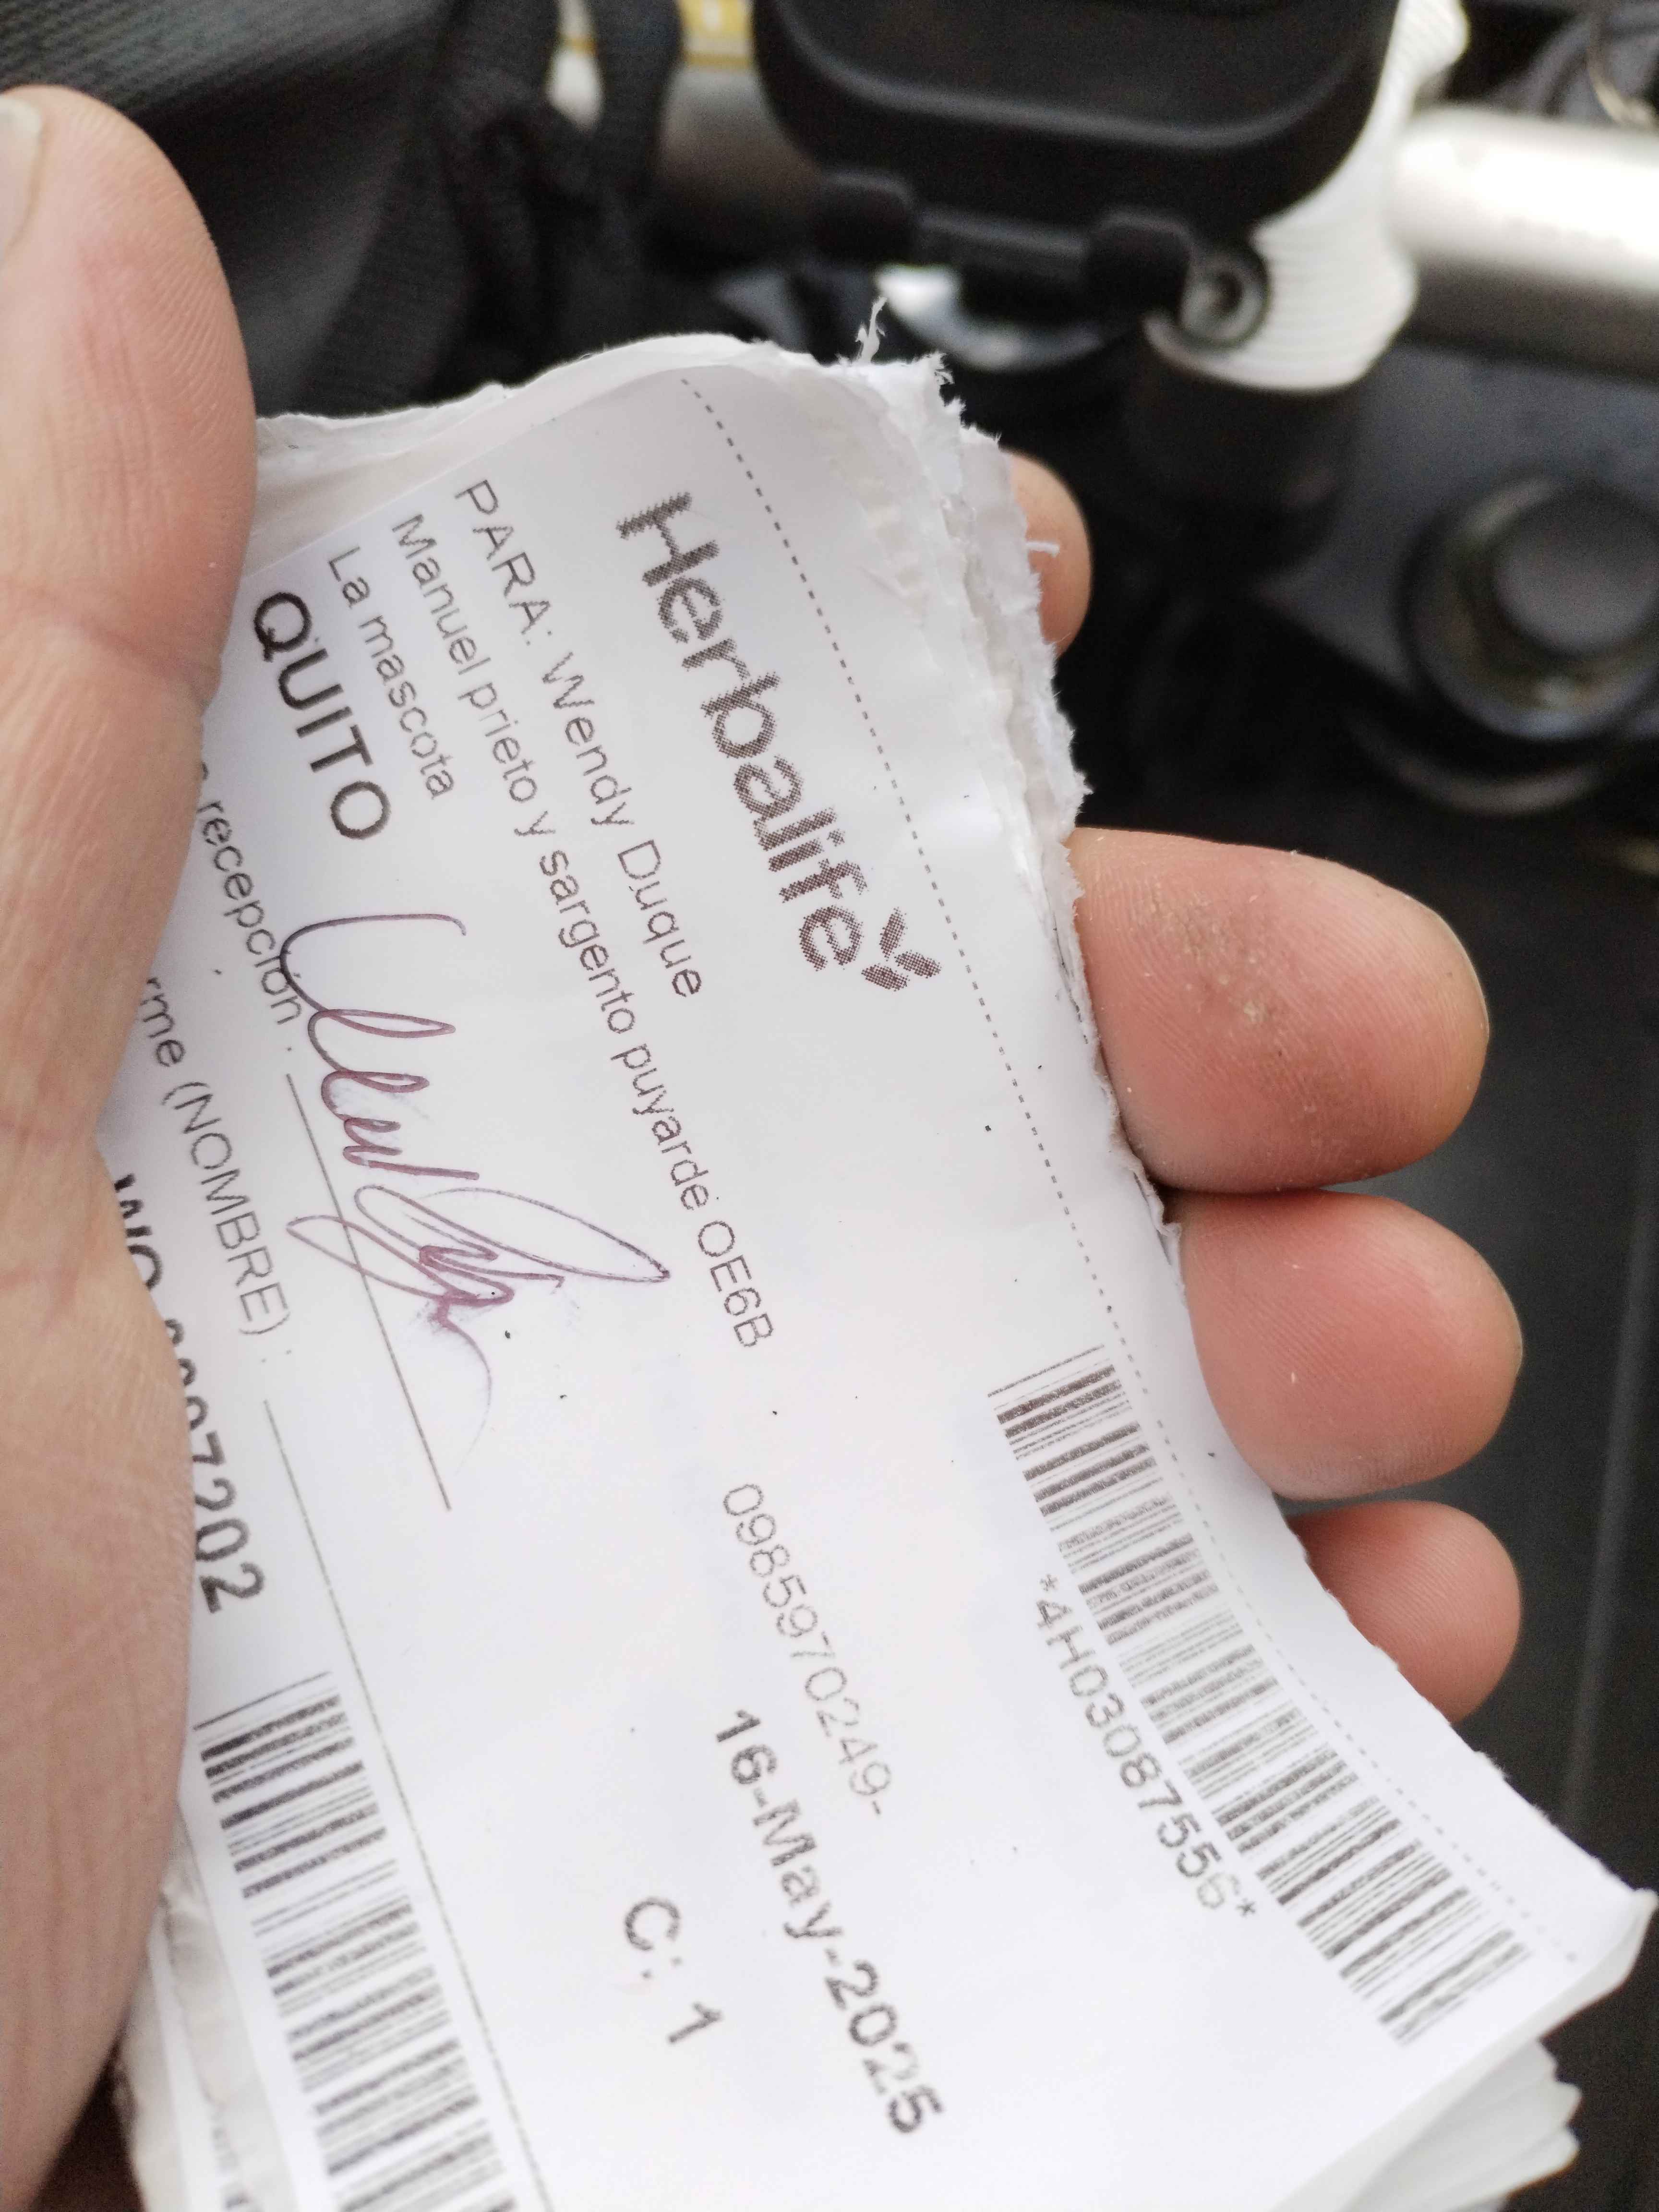 Herbalife
*4H03087556*
PARA: Wendy Duque
Manuel prieto y sargento puyarde OE6B
0985970249-
La mascota
16-May-2025
QUITO
C: 1
recepción :
(NOMBRE) :
7202